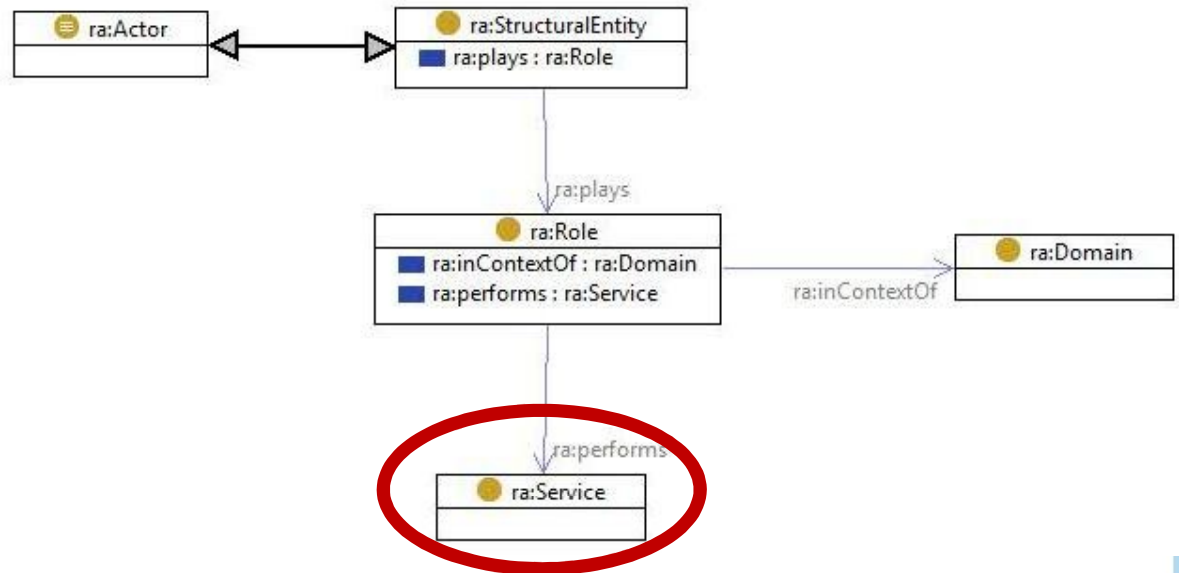 ra:Actor
ra:StructuralEntity
ra:plays : ra:Role
ra:plays
ra:Role
ra:inContextOf : ra:Domain
ra:performs : ra:Service
ra:Domain
ra:inContextOf
ra:performs
ra:Service